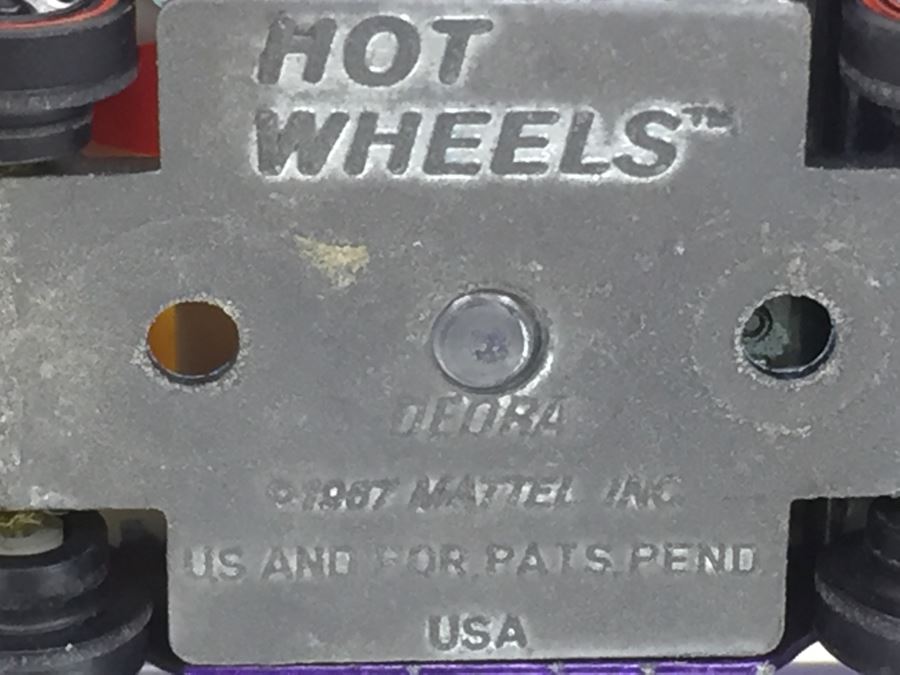 HOT
WHEELS™
DEORA
©1967 MATTEL INC.
US AND FOR. PATS. PEND.
USA